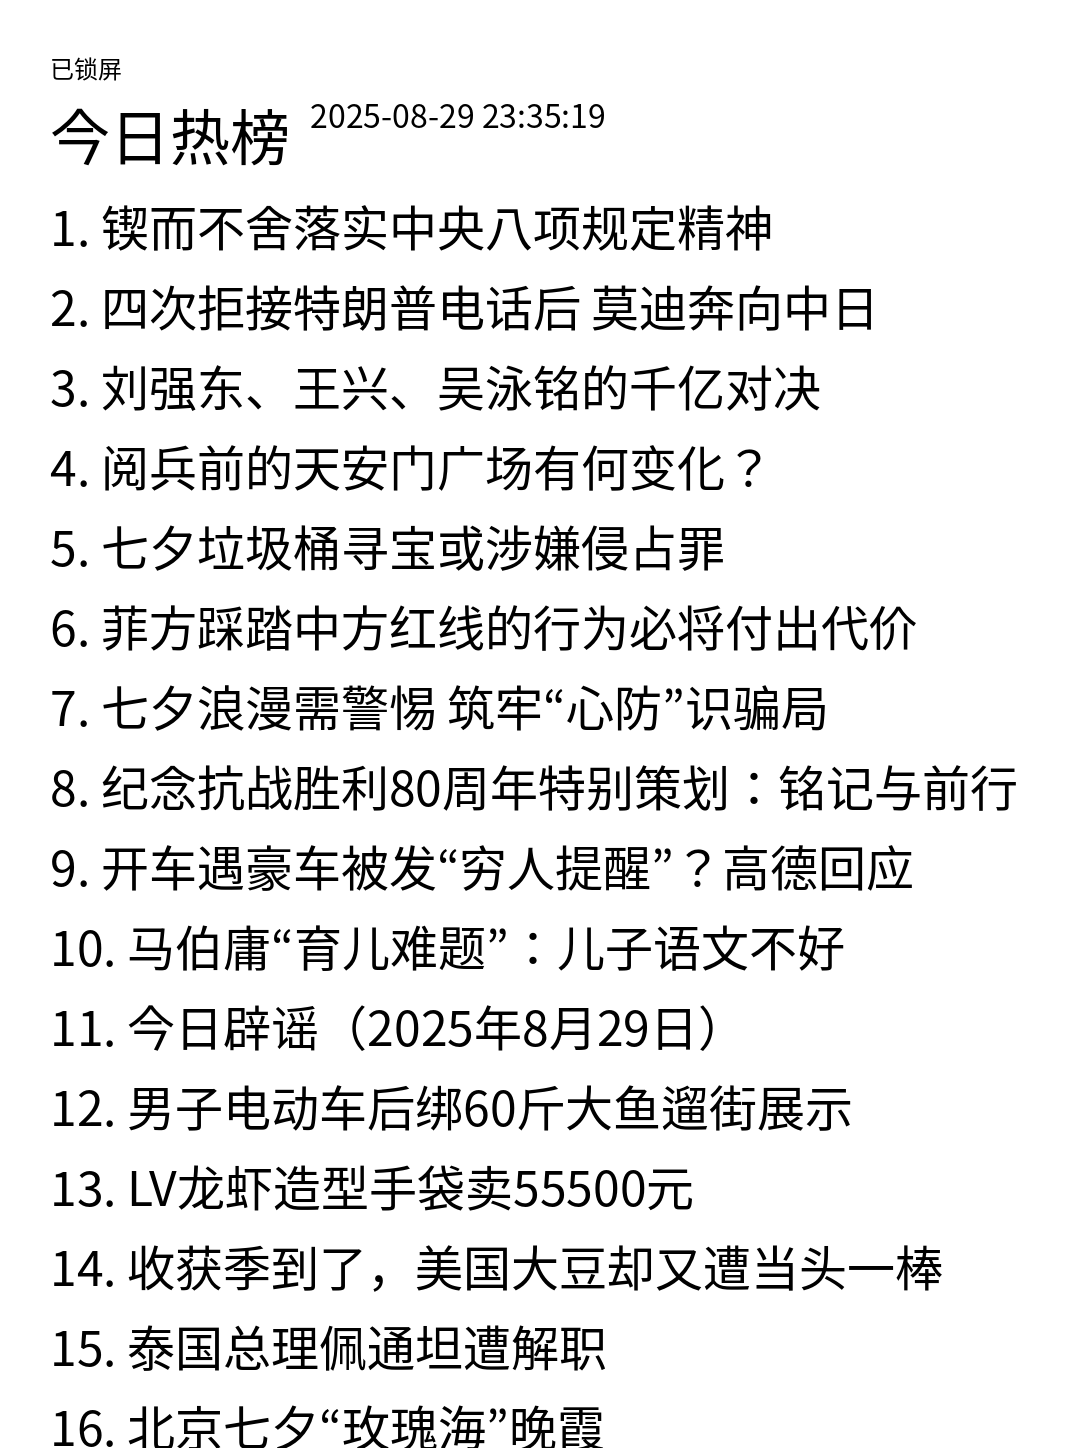 已锁屏
今日热榜 2025-08-29 23:35:19
1. 锲而不舍落实中央八项规定精神
2. 四次拒接特朗普电话后 莫迪奔向中日
3. 刘强东、王兴、吴泳铭的千亿对决
4. 阅兵前的天安门广场有何变化？
5. 七夕垃圾桶寻宝或涉嫌侵占罪
6. 菲方踩踏中方红线的行为必将付出代价
7. 七夕浪漫需警惕 筑牢“心防”识骗局
8. 纪念抗战胜利80周年特别策划：铭记与前行
9. 开车遇豪车被发“穷人提醒”？高德回应
10. 马伯庸“育儿难题”：儿子语文不好
11. 今日辟谣（2025年8月29日）
12. 男子电动车后绑60斤大鱼遛街展示
13. LV龙虾造型手袋卖55500元
14. 收获季到了，美国大豆却又遭当头一棒
15. 泰国总理佩通坦遭解职
16. 北京七夕“玫瑰海”晚霞